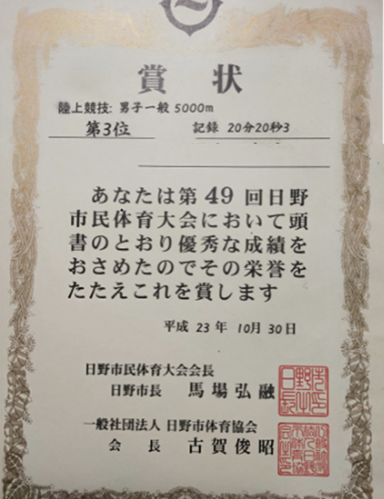 賞状
陸上競技: 男子一般 5000m
第3位 記録 20分20秒3
あなたは第49回日野
市民体育大会において頭
書のとおり優秀な成績を
おさめたのでその栄誉を
たたえこれを賞します
平成 23 年 10月 30日
日野市民体育大会会長
日野市長 馬場弘融
一般社団法人 日野市体育協会
会長 古賀俊昭